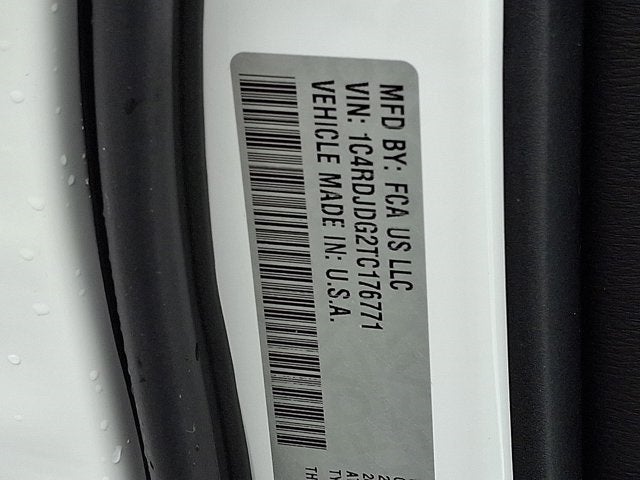 MFD BY: FCA US LLC
VIN: 1C4RDJDG2TC176771
VEHICLE MADE IN: U.S.A.